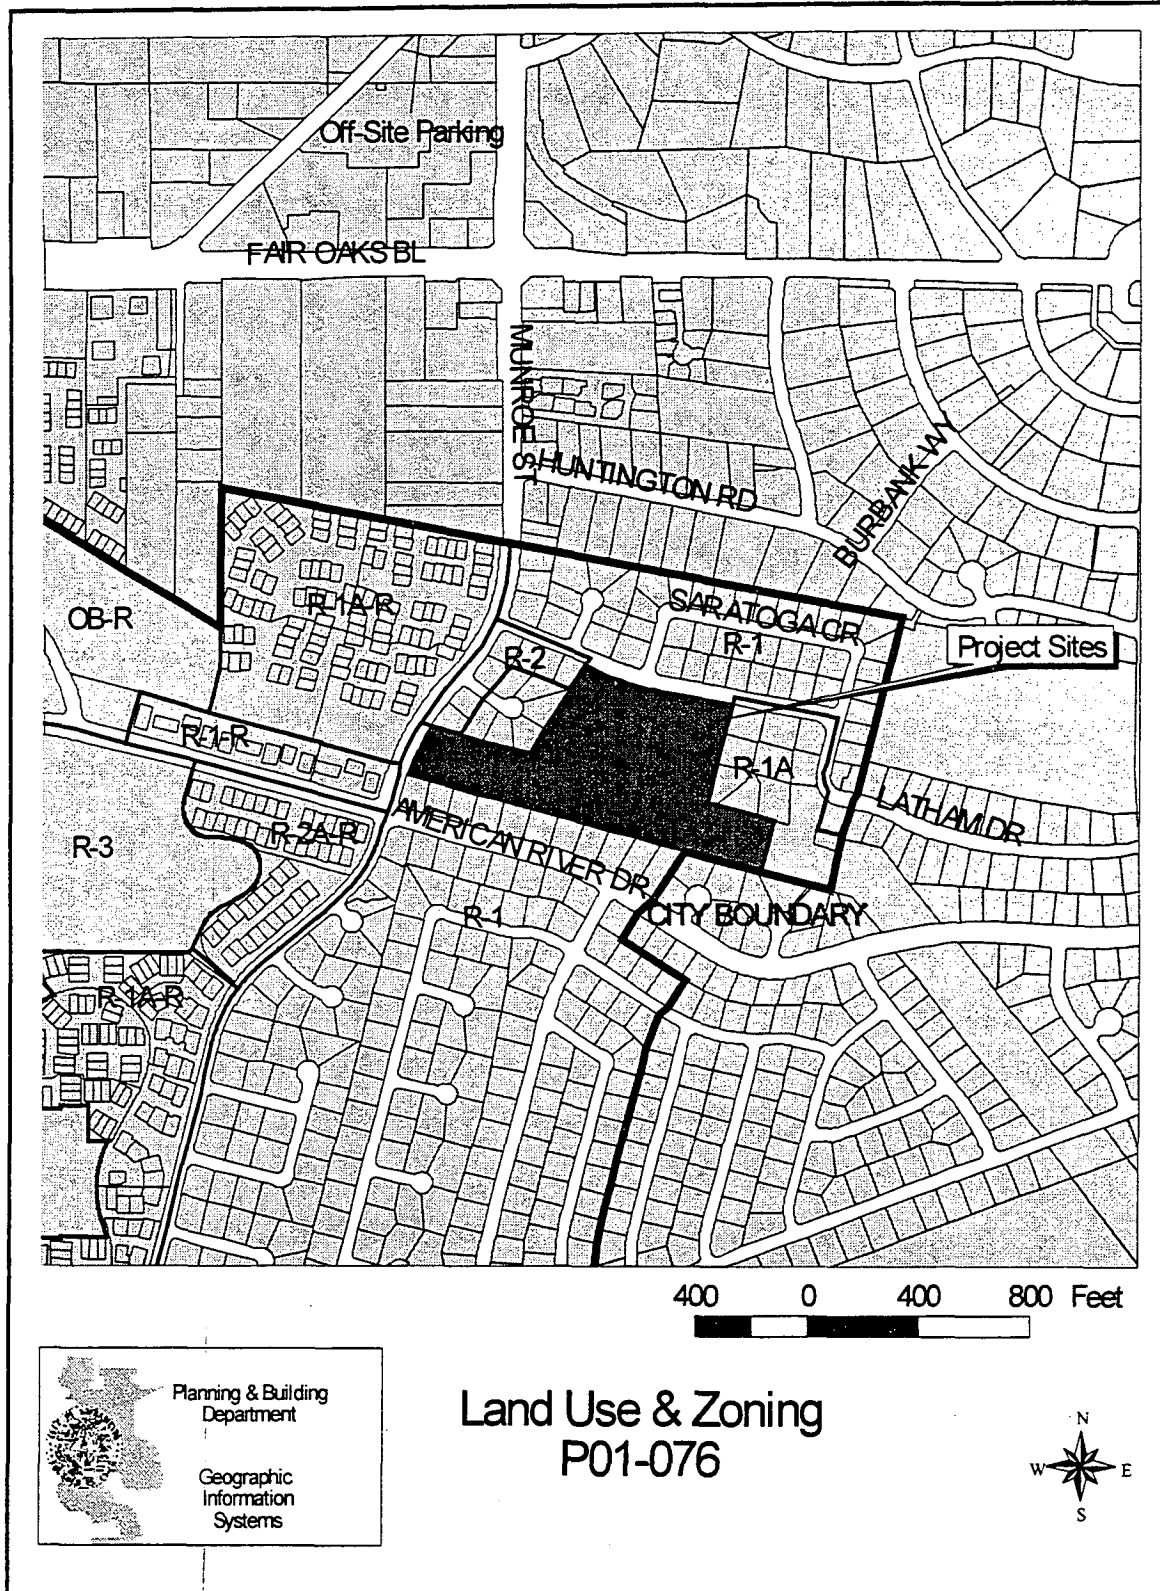 Off-Site Parking
FAIR OAKS BL
MUNROE ST
HUNTINGTON RD
BURBANK WY
R-1A-R
OB-R
SARATOGA CR
R-1
R-2
Project Sites
R-1-R
R-1A
LATHAM DR
R-2A-R
AMERICAN RIVER DR
R-3
CITY BOUNDARY
R-1
R-1A-R
400 0 400 800 Feet
Planning & Building
Department
Geographic
Information
Systems
Land Use & Zoning
P01-076
N
W E
S